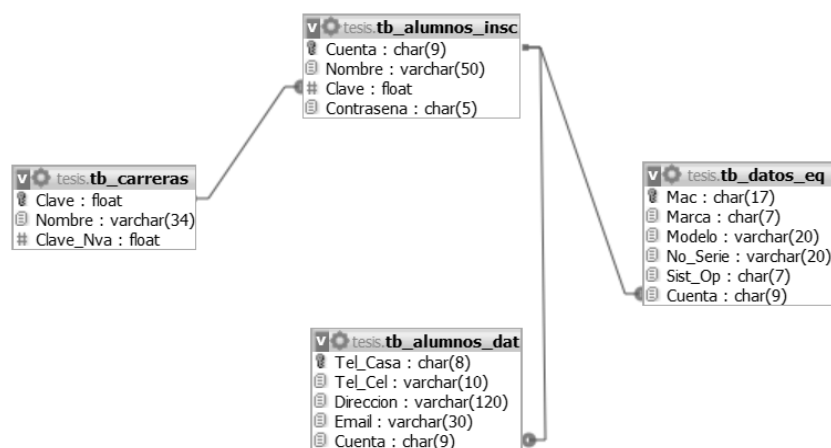 tesis.tb_alumnos_insc
Cuenta : char(9)
Nombre : varchar(50)
Clave : float
Contrasena : char(5)
tesis.tb_carreras
Clave : float
Nombre : varchar(34)
Clave_Nva : float
tesis.tb_datos_eq
Mac : char(17)
Marca : char(7)
Modelo : varchar(20)
No_Serie : varchar(20)
Sist_Op : char(7)
Cuenta : char(9)
tesis.tb_alumnos_dat
Tel_Casa : char(8)
Tel_Cel : varchar(10)
Direccion : varchar(120)
Email : varchar(30)
Cuenta : char(9)